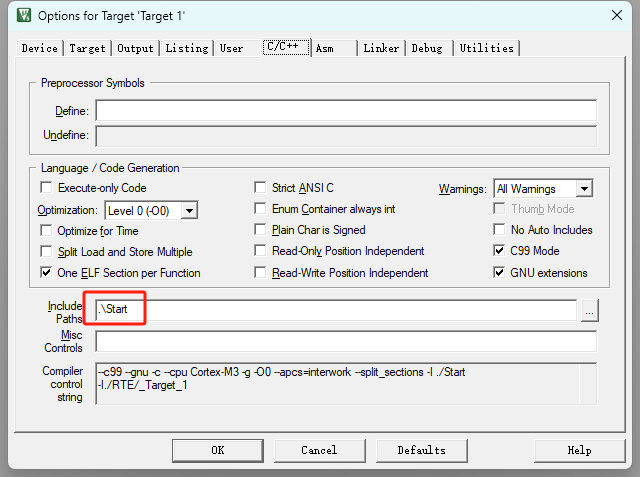 Options for Target 'Target 1'
Device Target Output Listing User C/C++ Asm Linker Debug Utilities
Preprocessor Symbols
Define:
Undefine:
Language / Code Generation
Execute-only Code
Strict ANSI C
Warnings: All Warnings
Optimization: Level 0 (-O0)
Enum Container always int
Thumb Mode
Optimize for Time
Plain Char is Signed
No Auto Includes
Split Load and Store Multiple
Read-Only Position Independent
C99 Mode
One ELF Section per Function
Read-Write Position Independent
GNU extensions
Include
Paths
.\Start
...
Misc
Controls
Compiler
control
string
--c99 --gnu -c --cpu Cortex-M3 -g -O0 --apcs=interwork --split_sections -I ./Start
-I./RTE/_Target_1
OK Cancel Defaults Help